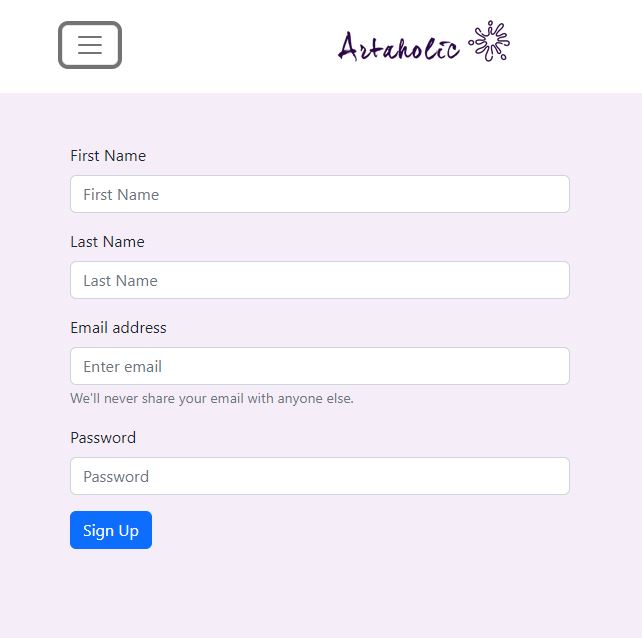 Artaholic
First Name
First Name
Last Name
Last Name
Email address
Enter email
We'll never share your email with anyone else.
Password
Password
Sign Up